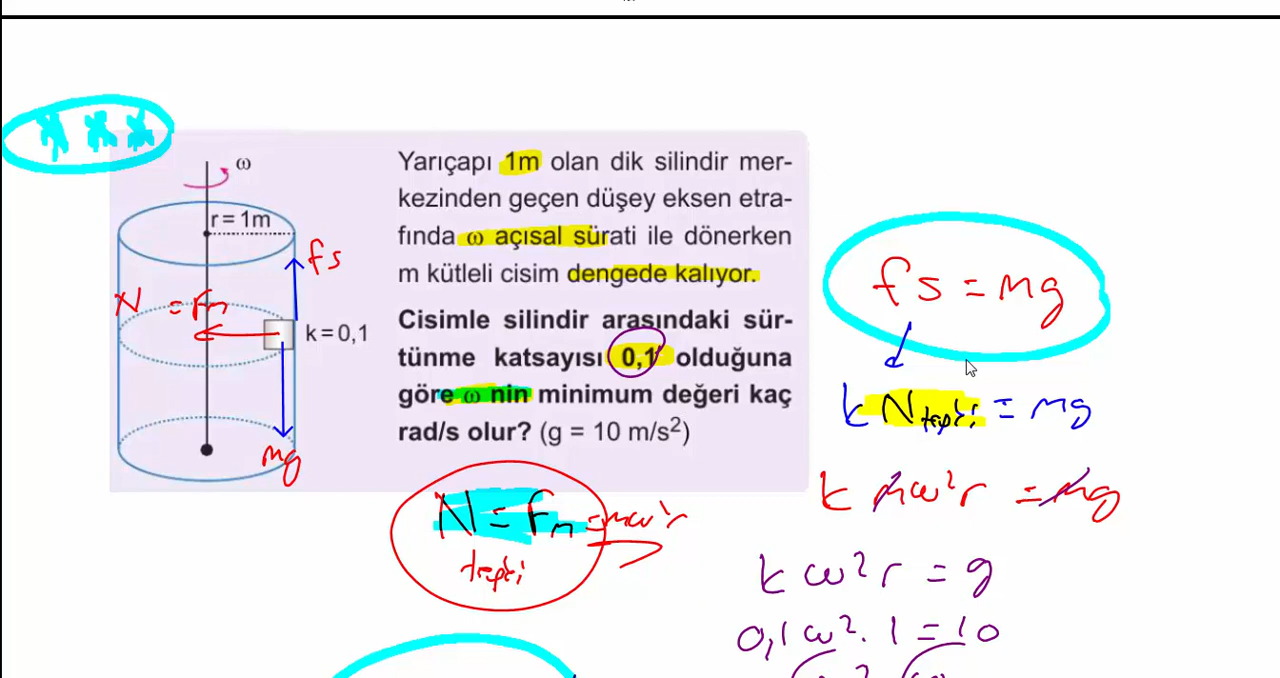 ω
r = 1m
fs
N = Fm
k = 0,1
mg
Yarıçapı 1m olan dik silindir mer-
kezinden geçen düşey eksen etra-
fında ω açısal sürati ile dönerken
m kütleli cisim dengede kalıyor.
Cisimle silindir arasındaki sür-
tünme katsayısı 0,1 olduğuna
göre ω nin minimum değeri kaç
rad/s olur? (g = 10 m/s²)
fs = mg
k Ntepki = mg
k mω²r = mg
N = Fm = mω²r
tepki
k ω² r = g
0,1 ω² . 1 = 10